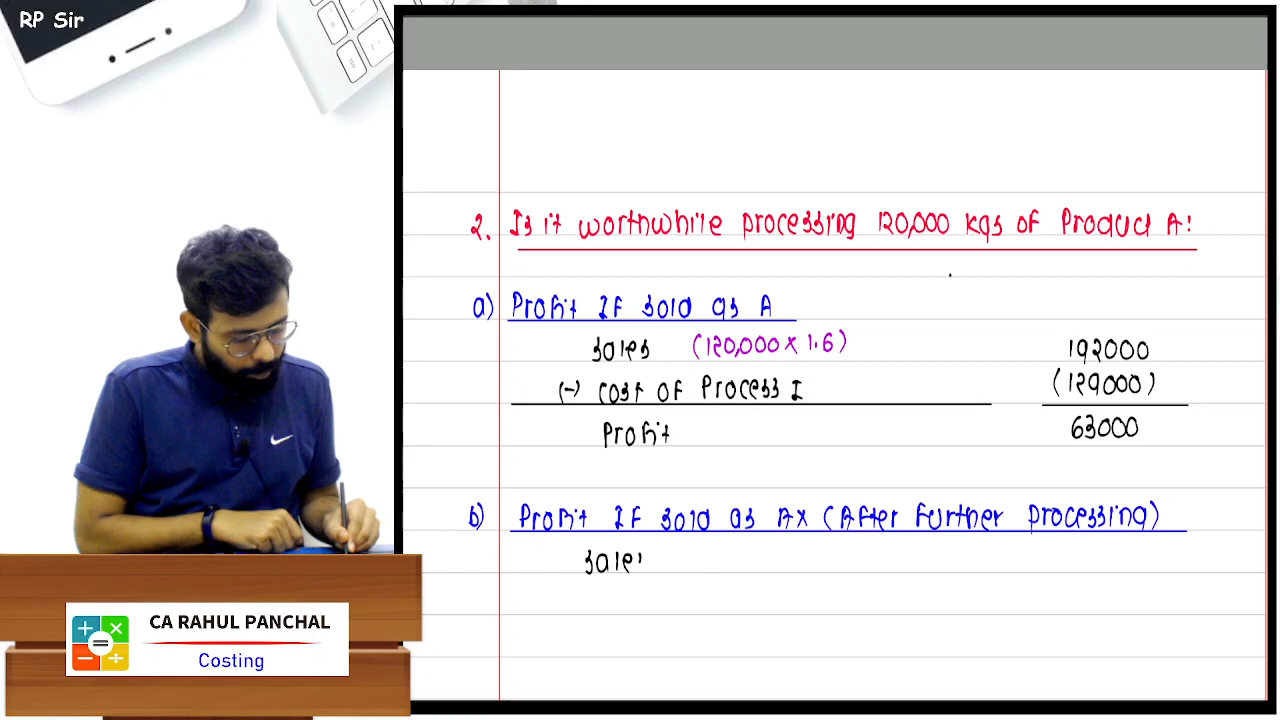 RP Sir
2. Is it worthwhile processing 120,000 kgs of Product A:
a) Profit If sold as A
sales (120,000 x 1.6) 192000
(-) cost of Process I (129000)
Profit 63000
b) Profit If sold as Ax (After further processing)
sales
CA RAHUL PANCHAL
Costing